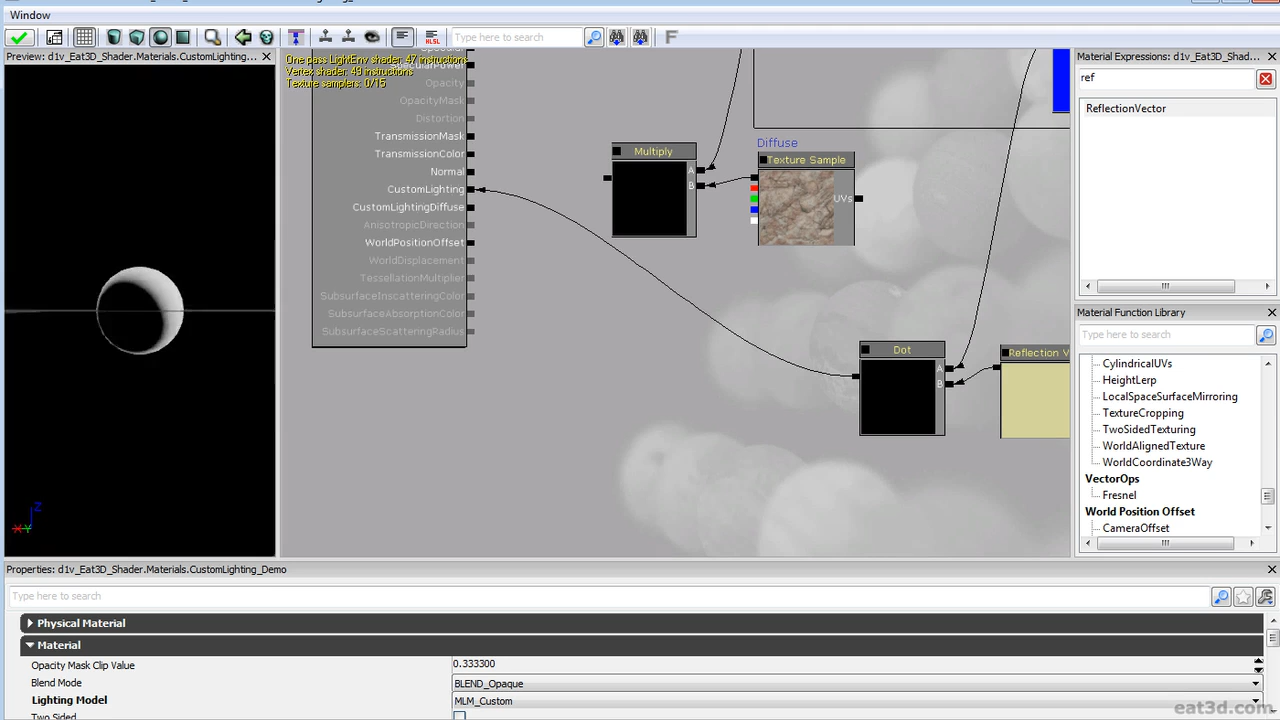 Window
Type here to search
F
Preview: d1v_Eat3D_Shader.Materials.CustomLighting...
One pass LightEnv shader: 47 instructions
Vertex shader: 43 instructions
Texture samplers: 0/15
SpecularPower
Opacity
OpacityMask
Distortion
TransmissionMask
TransmissionColor
Normal
CustomLighting
CustomLightingDiffuse
AnisotropicDirection
WorldPositionOffset
WorldDisplacement
TessellationMultiplier
SubsurfaceInscatteringColor
SubsurfaceAbsorptionColor
SubsurfaceScatteringRadius
Multiply
A
B
Diffuse
Texture Sample
UVs
Dot
A
B
Reflection V
Z
X Y
Material Expressions: d1v_Eat3D_Shad...
ref
ReflectionVector
Material Function Library
Type here to search
CylindricalUVs
HeightLerp
LocalSpaceSurfaceMirroring
TextureCropping
TwoSidedTexturing
WorldAlignedTexture
WorldCoordinate3Way
VectorOps
Fresnel
World Position Offset
CameraOffset
Properties: d1v_Eat3D_Shader.Materials.CustomLighting_Demo
Type here to search
Physical Material
Material
Opacity Mask Clip Value 0.333300
Blend Mode BLEND_Opaque
Lighting Model MLM_Custom
Two Sided
eat3d.com